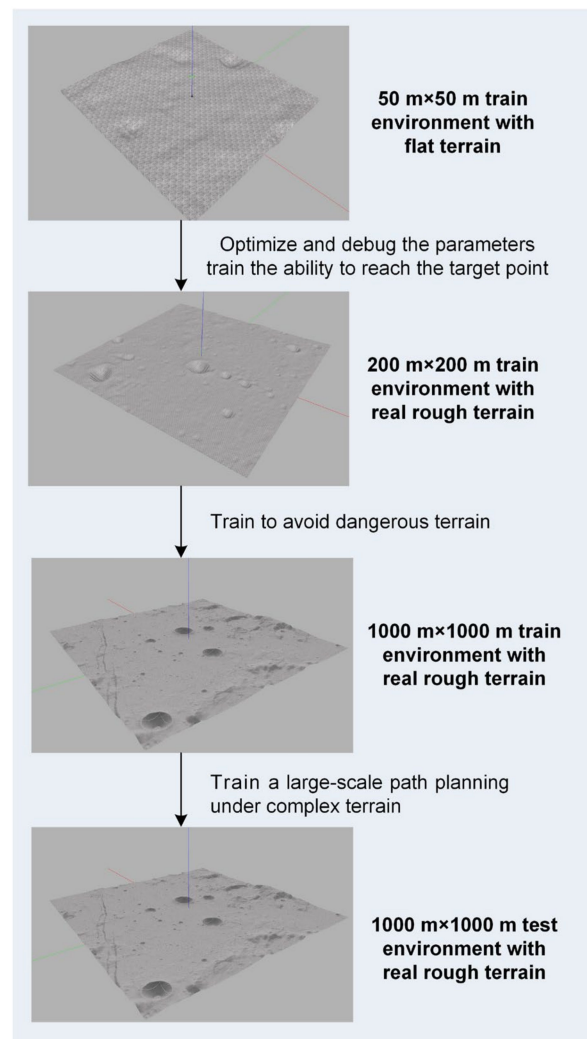 50 m×50 m train
environment with
flat terrain
Optimize and debug the parameters
train the ability to reach the target point
200 m×200 m train
environment with
real rough terrain
Train to avoid dangerous terrain
1000 m×1000 m train
environment with
real rough terrain
Train a large-scale path planning
under complex terrain
1000 m×1000 m test
environment with
real rough terrain